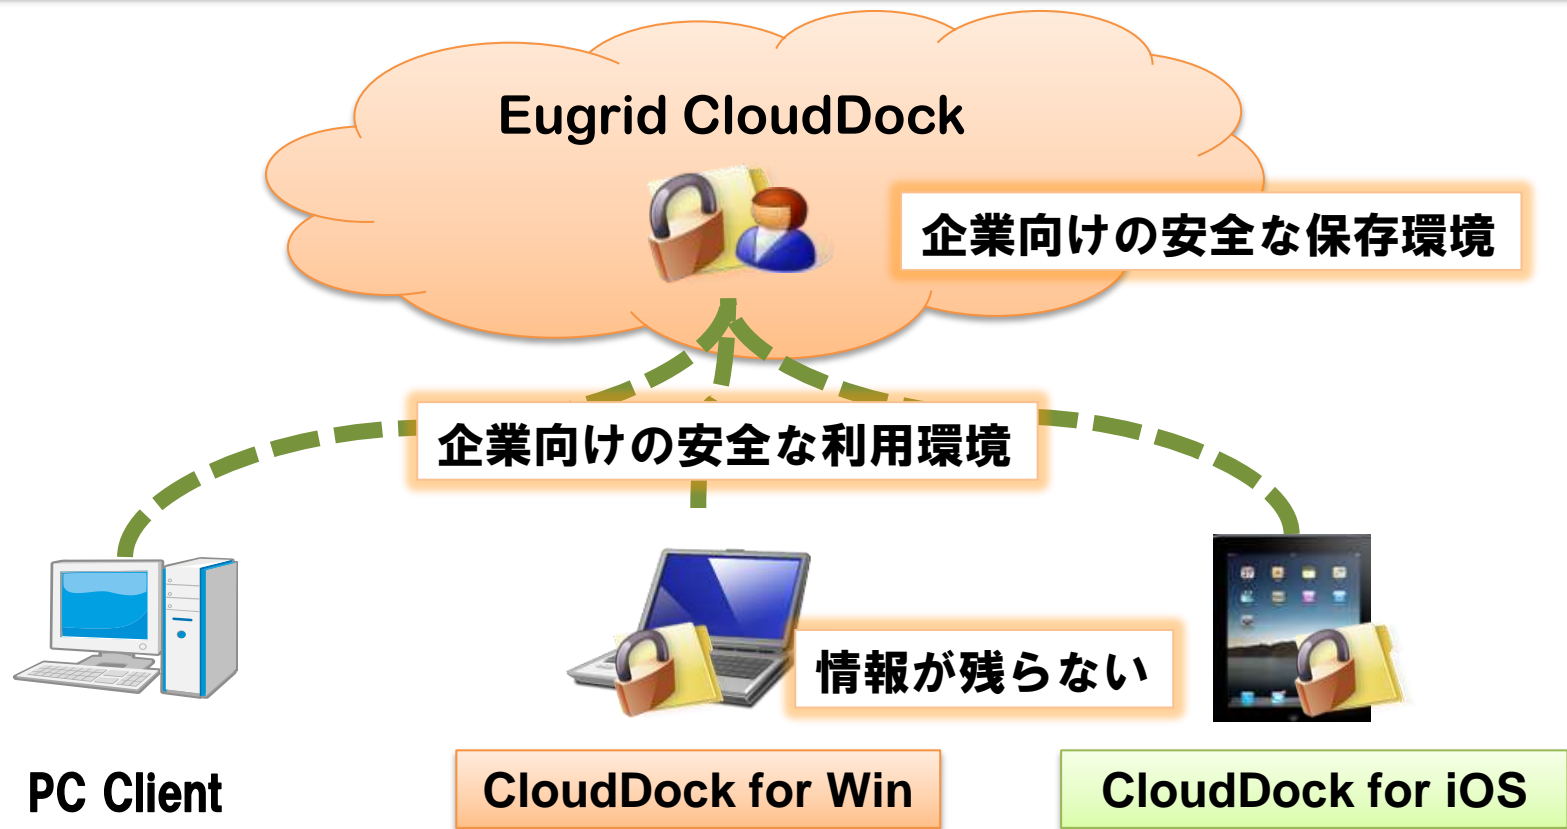 Eugrid CloudDock
企業向けの安全な保存環境
企業向けの安全な利用環境
情報が残らない
PC Client
CloudDock for Win
CloudDock for iOS